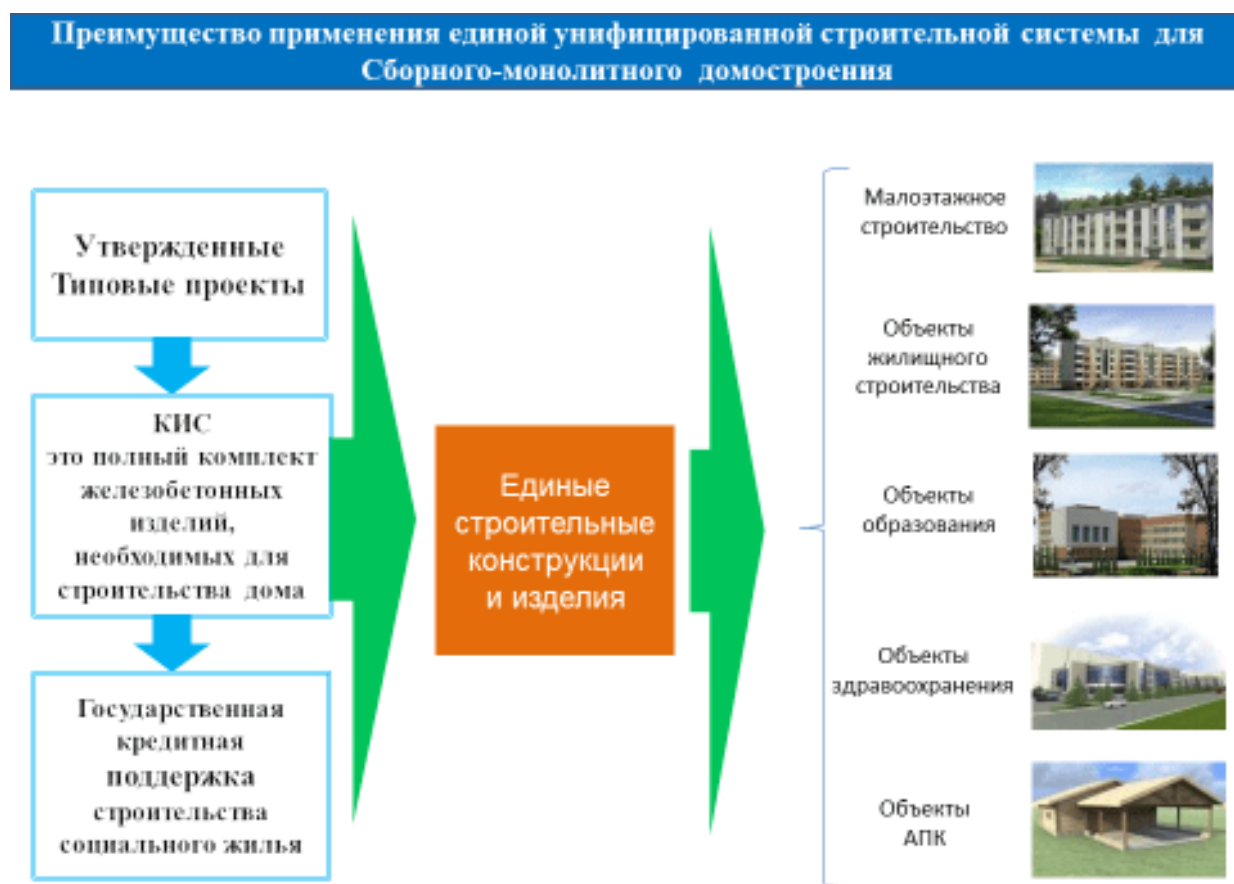 Преимущество применения единой унифицированной строительной системы для
Сборного-монолитного домостроения
Утвержденные
Типовые проекты
КИС
это полный комплект
железобетонных
изделий,
необходимых для
строительства дома
Государственная
кредитная
поддержка
строительства
социального жилья
Единые
строительные
конструкции
и изделия
Малоэтажное
строительство
Объекты
жилищного
строительства
Объекты
образования
Объекты
здравоохранения
Объекты
АПК